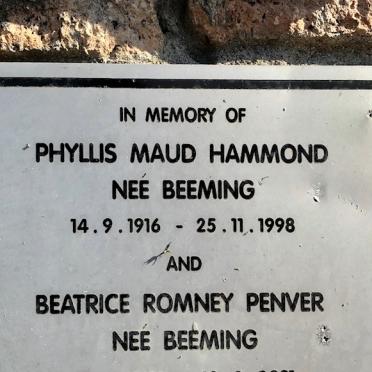 IN MEMORY OF
PHYLLIS MAUD HAMMOND
NEE BEEMING
14.9.1916 - 25.11.1998
AND
BEATRICE ROMNEY PENVER
NEE BEEMING